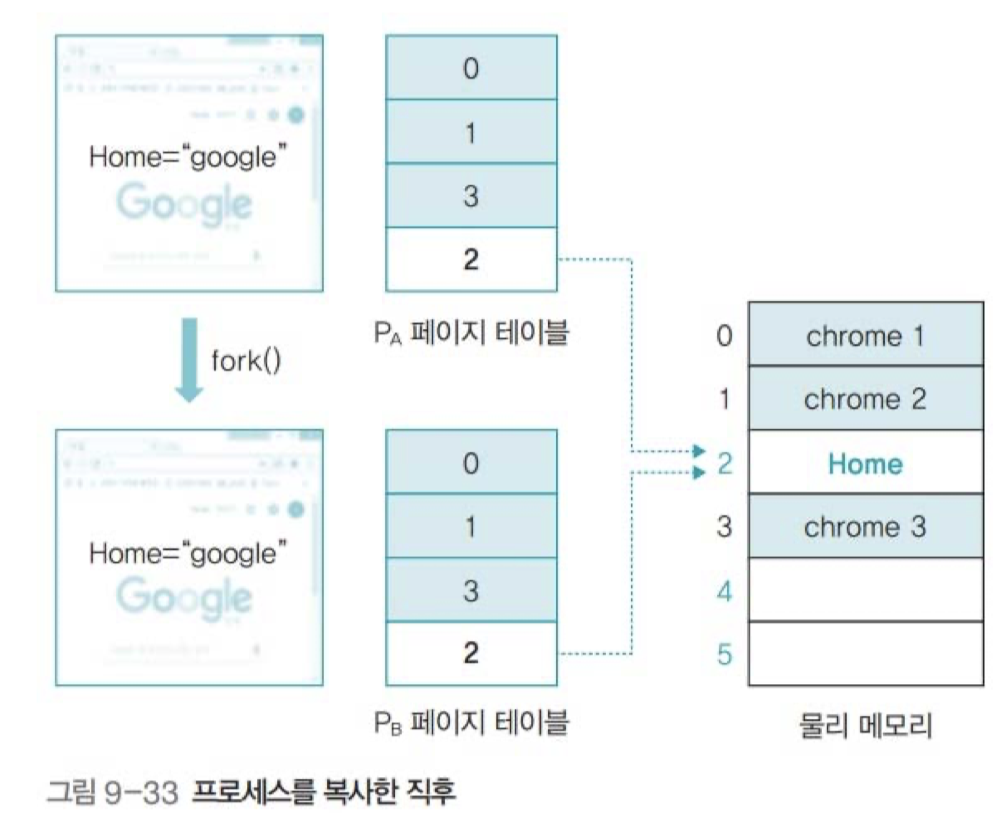 Home="google"
Google
0
1
3
2
P_A 페이지 테이블
fork()
Home="google"
Google
0
1
3
2
P_B 페이지 테이블
0 chrome 1
1 chrome 2
2 Home
3 chrome 3
4
5
물리 메모리
그림 9-33 프로세스를 복사한 직후